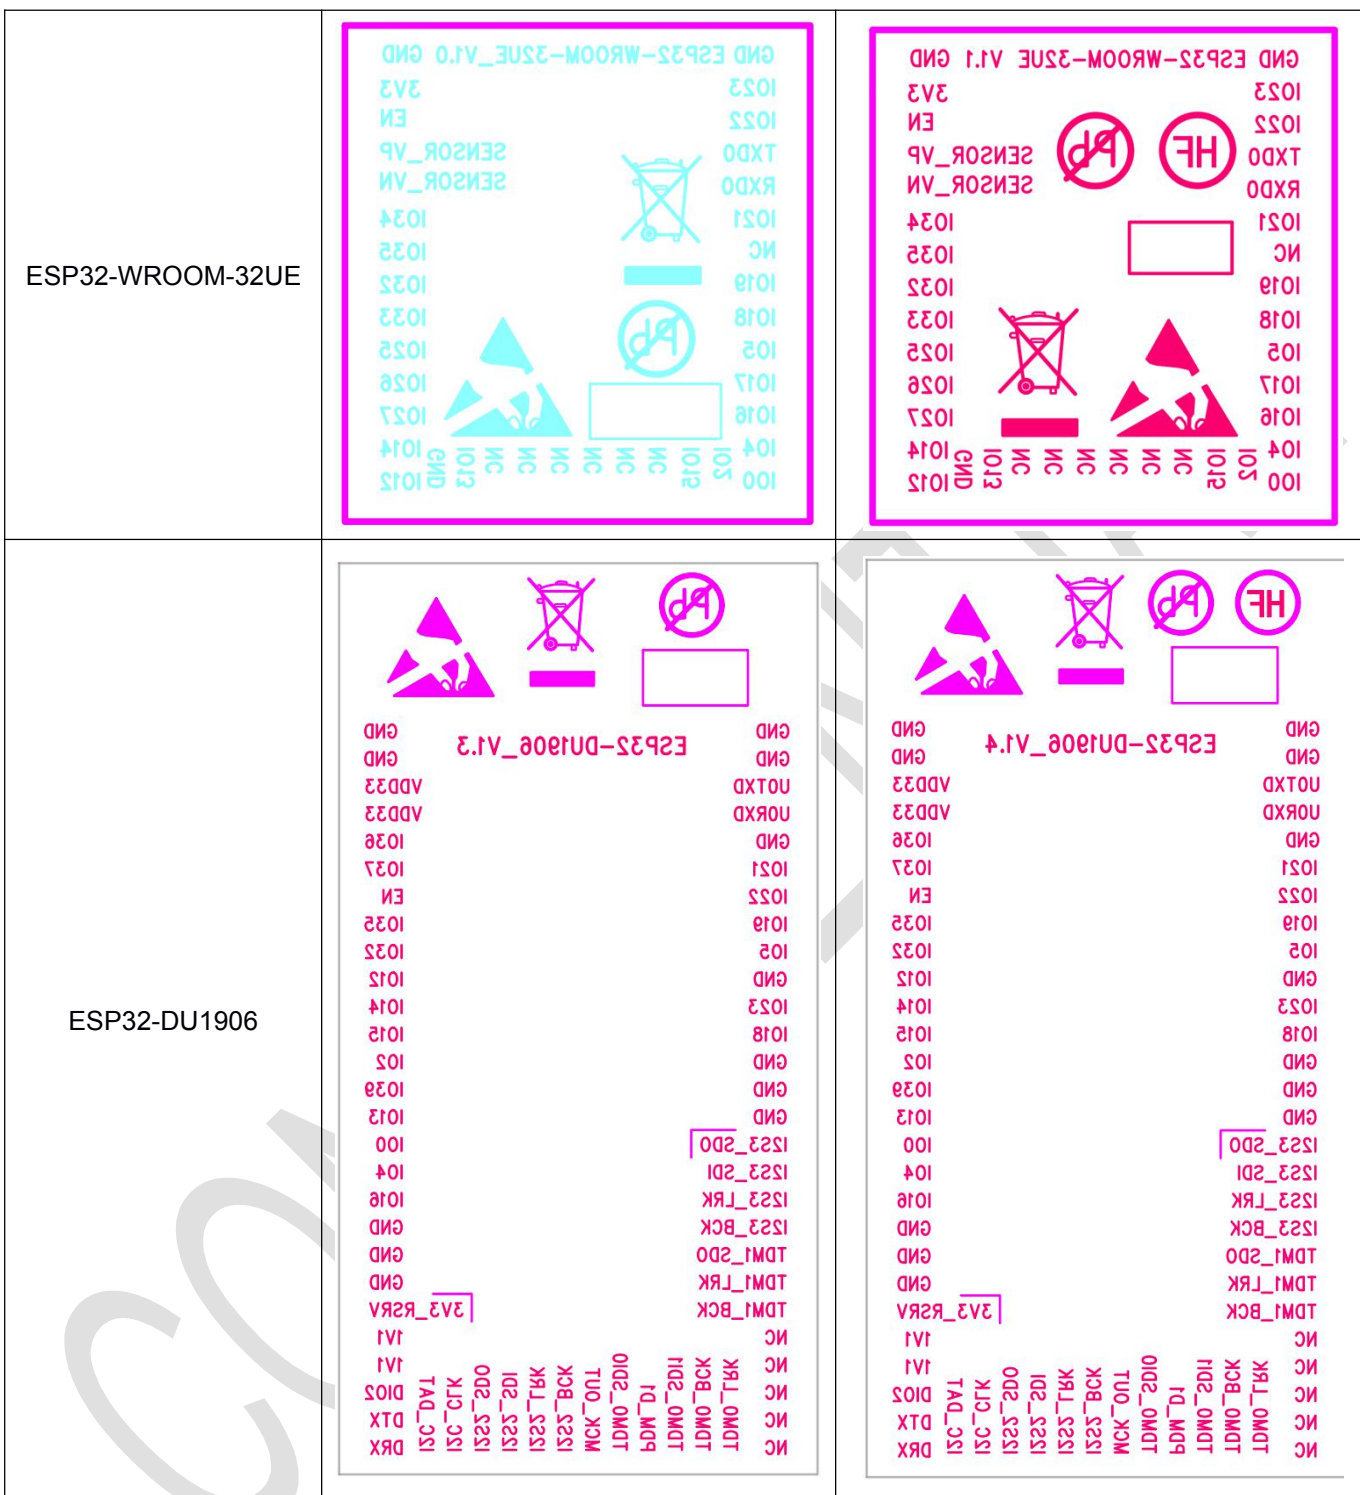 ESP32-WROOM-32UE
GND ESP32-WROOM-32UE_V1.0 GND
3V3
EN
SENSOR_VP
SENSOR_VN
IO34
IO35
IO32
IO33
IO25
IO26
IO27
IO14
IO12
IO23
IO22
TXD0
RXD0
IO21
NC
IO19
IO18
IO5
IO17
IO16
IO4
IO0
Pb
GND
IO13
NC
NC
NC
NC
NC
NC
IO15
IO2
GND ESP32-WROOM-32UE V1.1 GND
3V3
EN
SENSOR_VP
SENSOR_VN
IO34
IO35
IO32
IO33
IO25
IO26
IO27
IO14
IO12
Pb
HF
IO23
IO22
TXD0
RXD0
IO21
NC
IO19
IO18
IO5
IO17
IO16
IO4
IO0
GND
IO13
NC
NC
NC
NC
NC
NC
IO15
IO2
ESP32-DU1906
Pb
ESP32-DU1906_V1.3
GND
GND
VDD33
VDD33
IO36
IO37
EN
IO35
IO32
IO12
IO14
IO15
IO2
IO39
IO13
IO0
IO4
IO16
GND
GND
GND
3V3_RSRV
1V1
1V1
DIO2
DTX
DRX
GND
GND
U0TXD
U0RXD
GND
IO21
IO22
IO19
IO5
GND
IO23
IO18
GND
GND
GND
I2S3_SDO
I2S3_SDI
I2S3_LRK
I2S3_BCK
TDM1_SDO
TDM1_LRK
TDM1_BCK
NC
NC
NC
NC
NC
I2C_DAT
I2C_CLK
I2S2_SDO
I2S2_SDI
I2S2_LRK
I2S2_BCK
MCK_OUT
TDM0_SDI0
PDM_D1
TDM0_SDI1
TDM0_BCK
TDM0_LRK
Pb
HF
ESP32-DU1906_V1.4
GND
GND
VDD33
VDD33
IO36
IO37
EN
IO35
IO32
IO12
IO14
IO15
IO2
IO39
IO13
IO0
IO4
IO16
GND
GND
GND
3V3_RSRV
1V1
1V1
DIO2
DTX
DRX
GND
GND
U0TXD
U0RXD
GND
IO21
IO22
IO19
IO5
GND
IO23
IO18
GND
GND
GND
I2S3_SDO
I2S3_SDI
I2S3_LRK
I2S3_BCK
TDM1_SDO
TDM1_LRK
TDM1_BCK
NC
NC
NC
NC
NC
I2C_DAT
I2C_CLK
I2S2_SDO
I2S2_SDI
I2S2_LRK
I2S2_BCK
MCK_OUT
TDM0_SDI0
PDM_D1
TDM0_SDI1
TDM0_BCK
TDM0_LRK